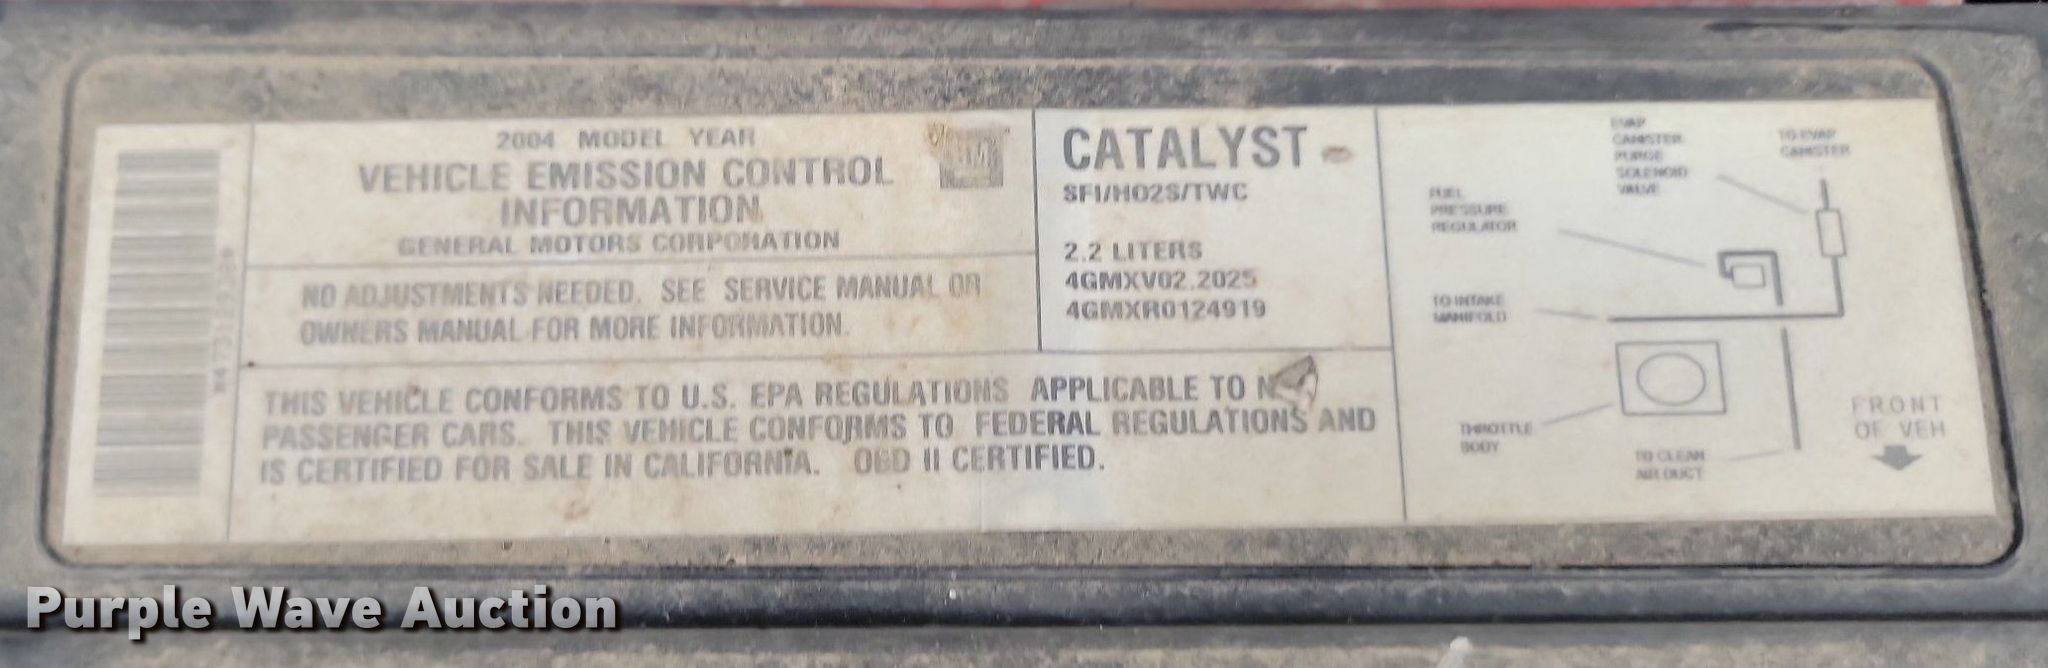 2004 MODEL YEAR
VEHICLE EMISSION CONTROL
INFORMATION
GENERAL MOTORS CORPORATION
GM
NO ADJUSTMENTS NEEDED. SEE SERVICE MANUAL OR
OWNERS MANUAL FOR MORE INFORMATION.
CATALYST
SFI/HO2S/TWC
2.2 LITERS
4GMXV02.2025
4GMXR0124919
THIS VEHICLE CONFORMS TO U.S. EPA REGULATIONS APPLICABLE TO
PASSENGER CARS. THIS VEHICLE CONFORMS TO FEDERAL REGULATIONS AND
IS CERTIFIED FOR SALE IN CALIFORNIA. OBD II CERTIFIED.
EVAP
CANISTER
PURGE
SOLENOID
VALVE
TO EVAP
CANISTER
FUEL
PRESSURE
REGULATOR
TO INTAKE
MANIFOLD
THROTTLE
BODY
TO CLEAN
AIR DUCT
FRONT
OF VEH
Purple Wave Auction